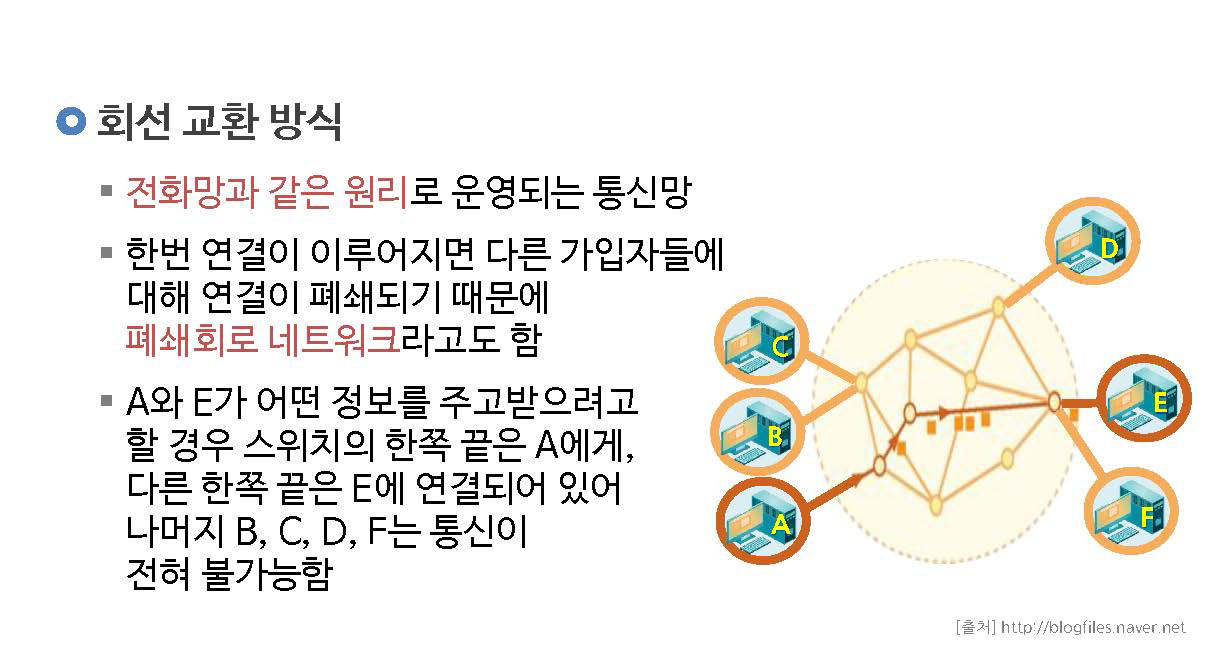 회선 교환 방식
전화망과 같은 원리로 운영되는 통신망
한번 연결이 이루어지면 다른 가입자들에
대해 연결이 폐쇄되기 때문에
폐쇄회로 네트워크라고도 함
A와 E가 어떤 정보를 주고받으려고
할 경우 스위치의 한쪽 끝은 A에게,
다른 한쪽 끝은 E에 연결되어 있어
나머지 B, C, D, F는 통신이
전혀 불가능함
D
C
E
B
A
F
[출처] http://blogfiles.naver.net